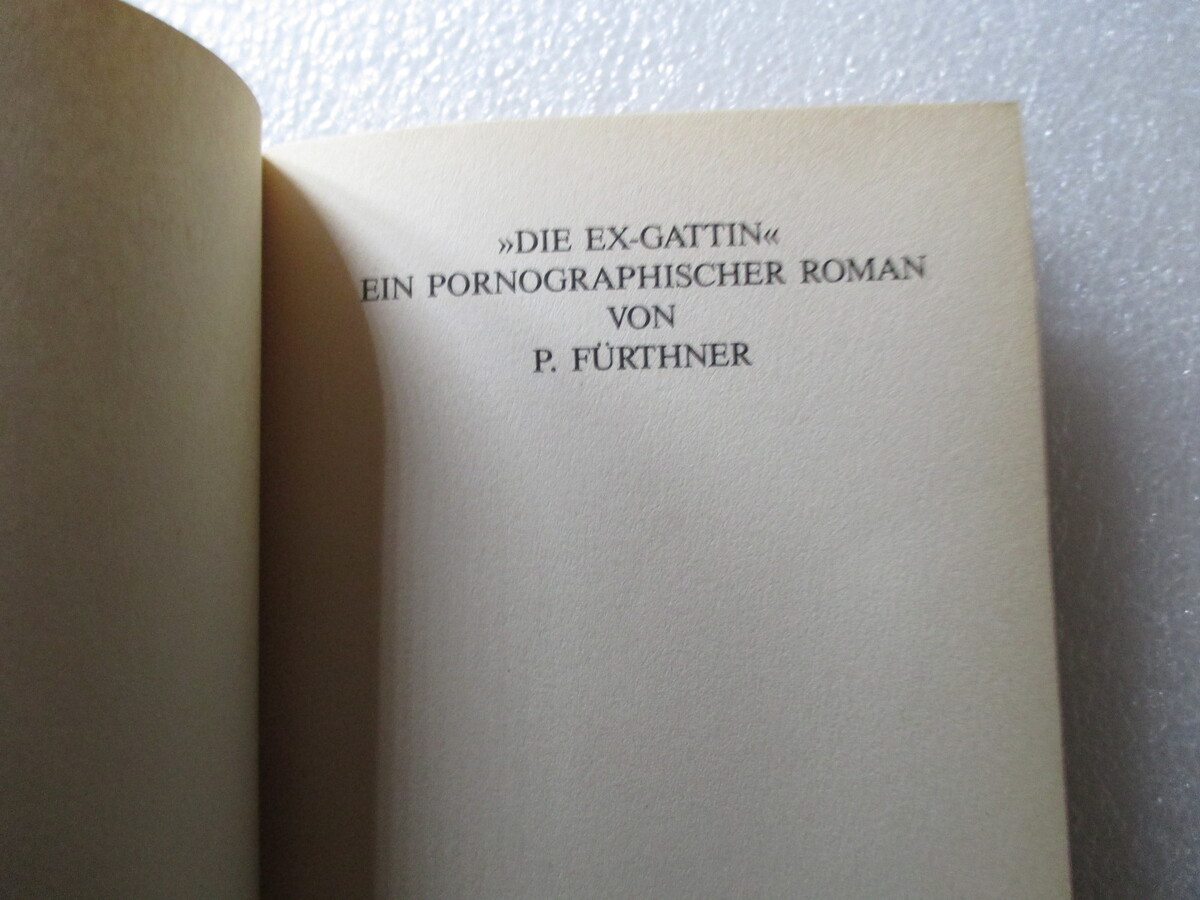 »DIE EX-GATTIN«
EIN PORNOGRAPHISCHER ROMAN
VON
P. FÜRTHNER